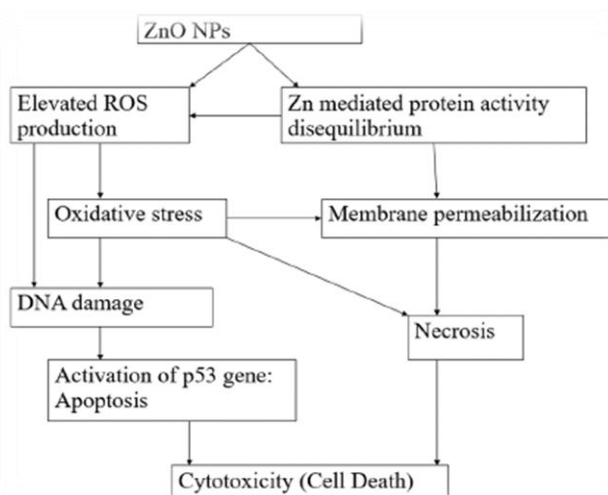 ZnO NPs
Elevated ROS
production
Zn mediated protein activity
disequilibrium
Oxidative stress
Membrane permeabilization
DNA damage
Necrosis
Activation of p53 gene:
Apoptosis
Cytotoxicity (Cell Death)